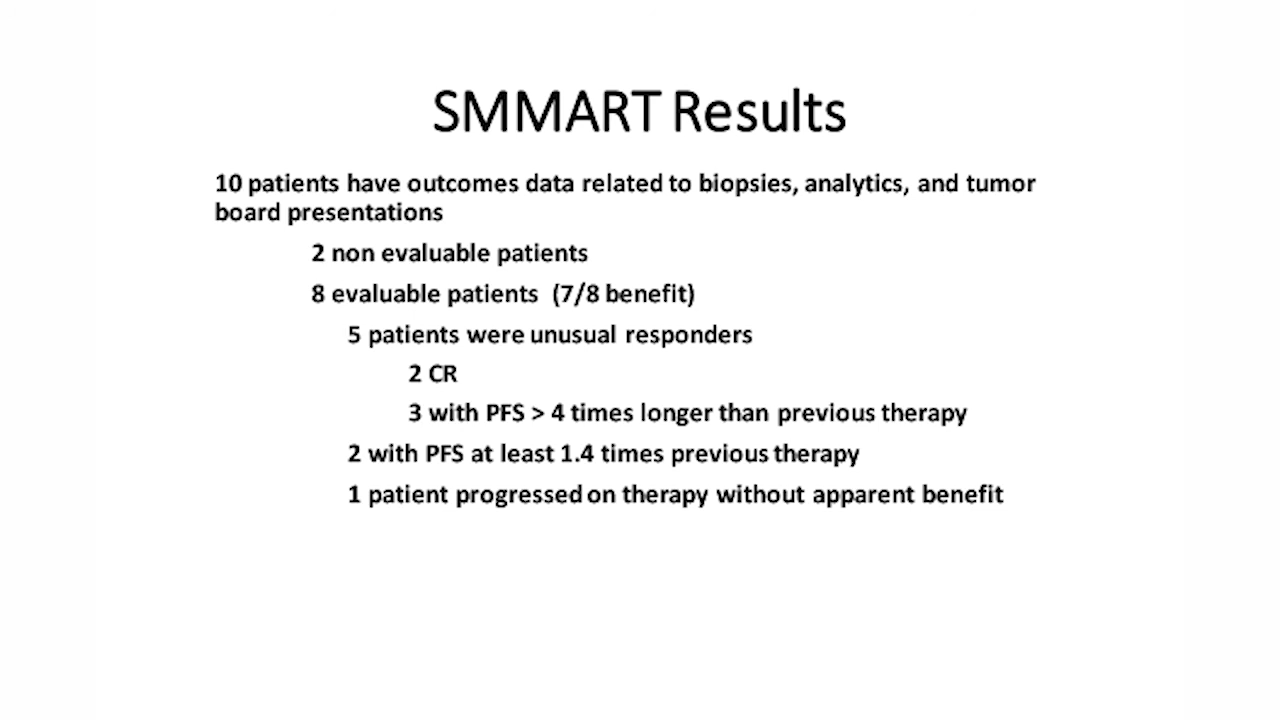 SMMART Results
10 patients have outcomes data related to biopsies, analytics, and tumor
board presentations
2 non evaluable patients
8 evaluable patients (7/8 benefit)
5 patients were unusual responders
2 CR
3 with PFS > 4 times longer than previous therapy
2 with PFS at least 1.4 times previous therapy
1 patient progressed on therapy without apparent benefit